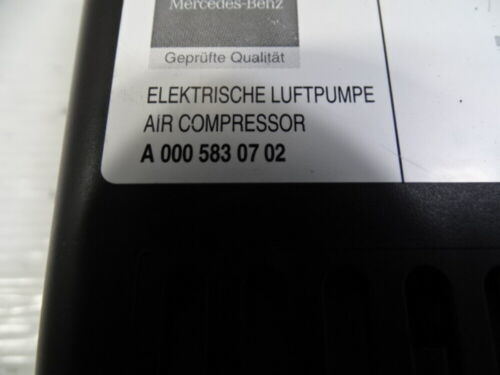 Mercedes-Benz
Geprüfte Qualität
ELEKTRISCHE LUFTPUMPE
AIR COMPRESSOR
A 000 583 07 02